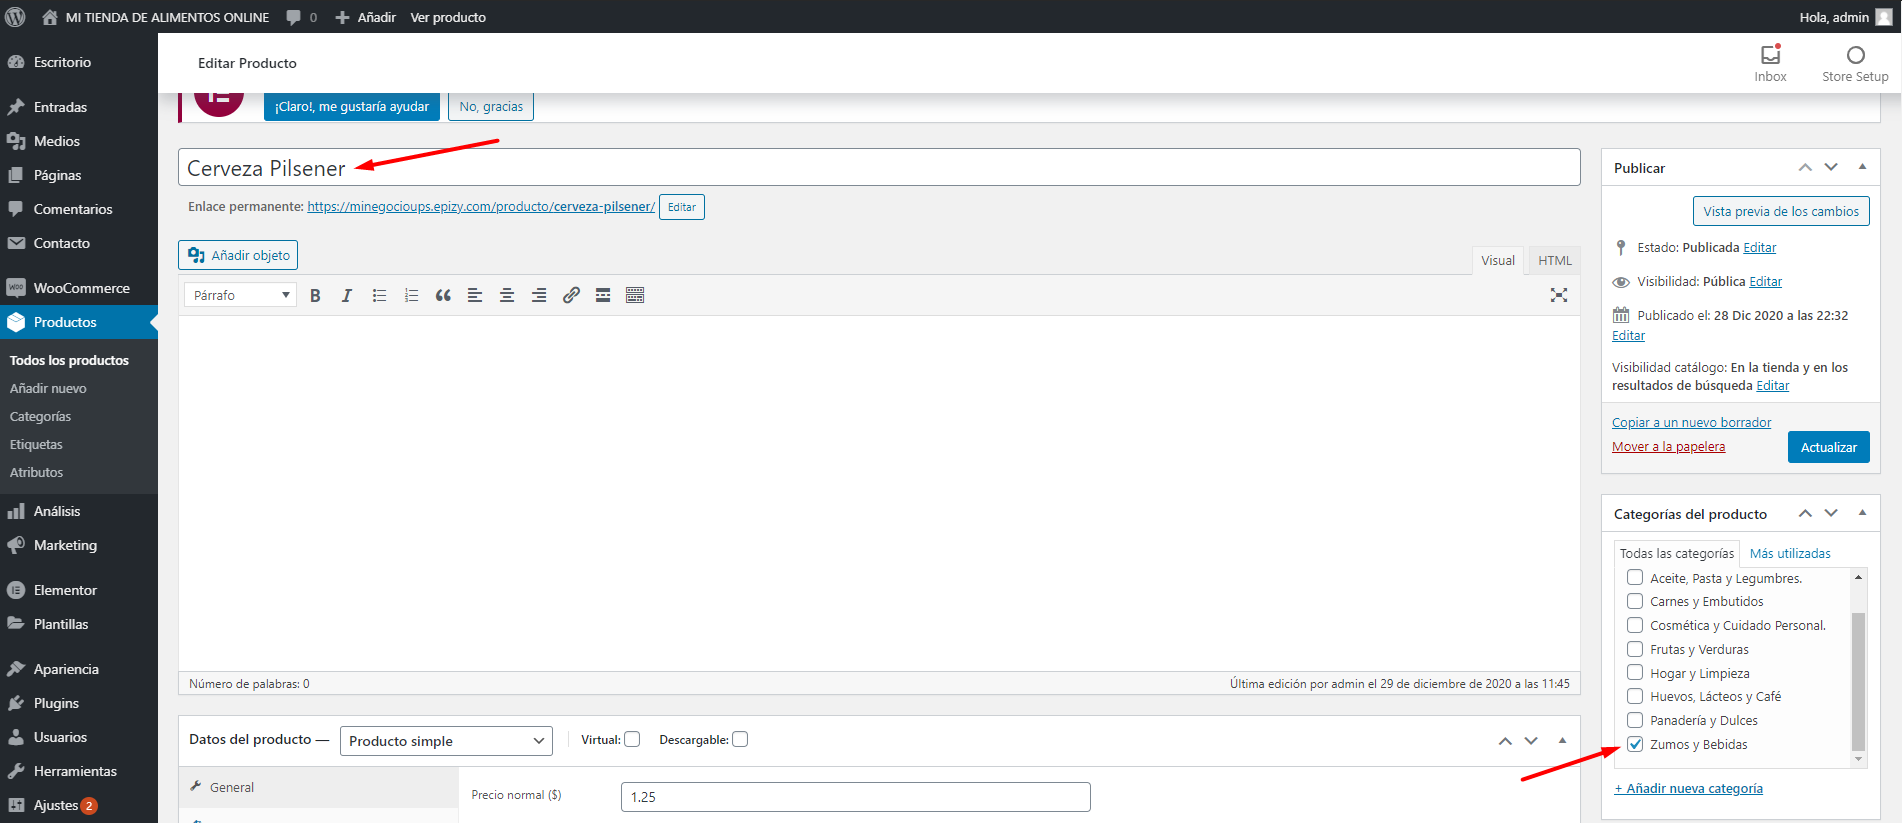 MI TIENDA DE ALIMENTOS ONLINE 0 Añadir Ver producto Hola, admin
Escritorio
Entradas
Medios
Páginas
Comentarios
Contacto
WooCommerce
Productos
Todos los productos
Añadir nuevo
Categorías
Etiquetas
Atributos
Análisis
Marketing
Elementor
Plantillas
Apariencia
Plugins
Usuarios
Herramientas
Ajustes 2
Editar Producto
Inbox
Store Setup
¡Claro!, me gustaría ayudar No, gracias
Cerveza Pilsener
Enlace permanente: https://minegocioups.epizy.com/producto/cerveza-pilsener/ Editar
Añadir objeto
Visual HTML
Párrafo
Número de palabras: 0 Última edición por admin el 29 de diciembre de 2020 a las 11:45
Datos del producto — Producto simple Virtual: Descargable:
General
Precio normal ($) 1.25
Publicar
Vista previa de los cambios
Estado: Publicada Editar
Visibilidad: Pública Editar
Publicado el: 28 Dic 2020 a las 22:32
Editar
Visibilidad catálogo: En la tienda y en los
resultados de búsqueda Editar
Copiar a un nuevo borrador
Mover a la papelera
Actualizar
Categorías del producto
Todas las categorías Más utilizadas
Aceite, Pasta y Legumbres.
Carnes y Embutidos
Cosmética y Cuidado Personal.
Frutas y Verduras
Hogar y Limpieza
Huevos, Lácteos y Café
Panadería y Dulces
Zumos y Bebidas
+ Añadir nueva categoría